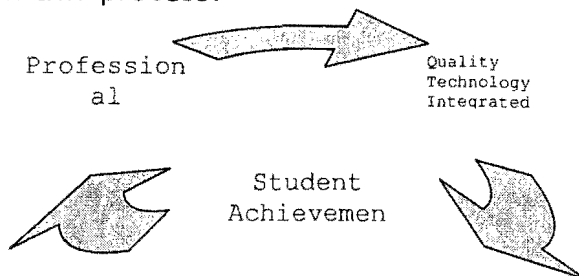 Profession
al
Quality
Technology
Integrated
Student
Achievemen